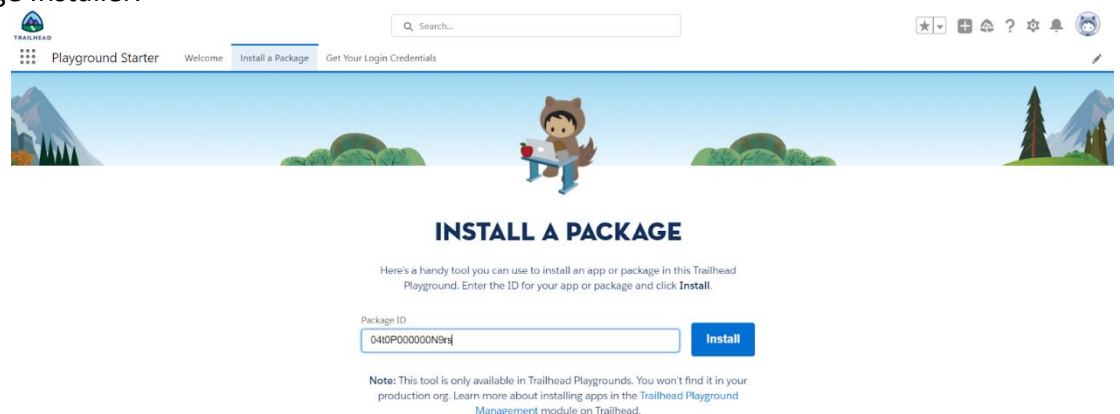 ge Installer.
TRAILHEAD
Search...
Playground Starter Welcome Install a Package Get Your Login Credentials
INSTALL A PACKAGE
Here's a handy tool you can use to install an app or package in this Trailhead
Playground. Enter the ID for your app or package and click Install.
Package ID
04t0P000000N9rs
Install
Note: This tool is only available in Trailhead Playgrounds. You won't find it in your
production org. Learn more about installing apps in the Trailhead Playground
Management module on Trailhead.